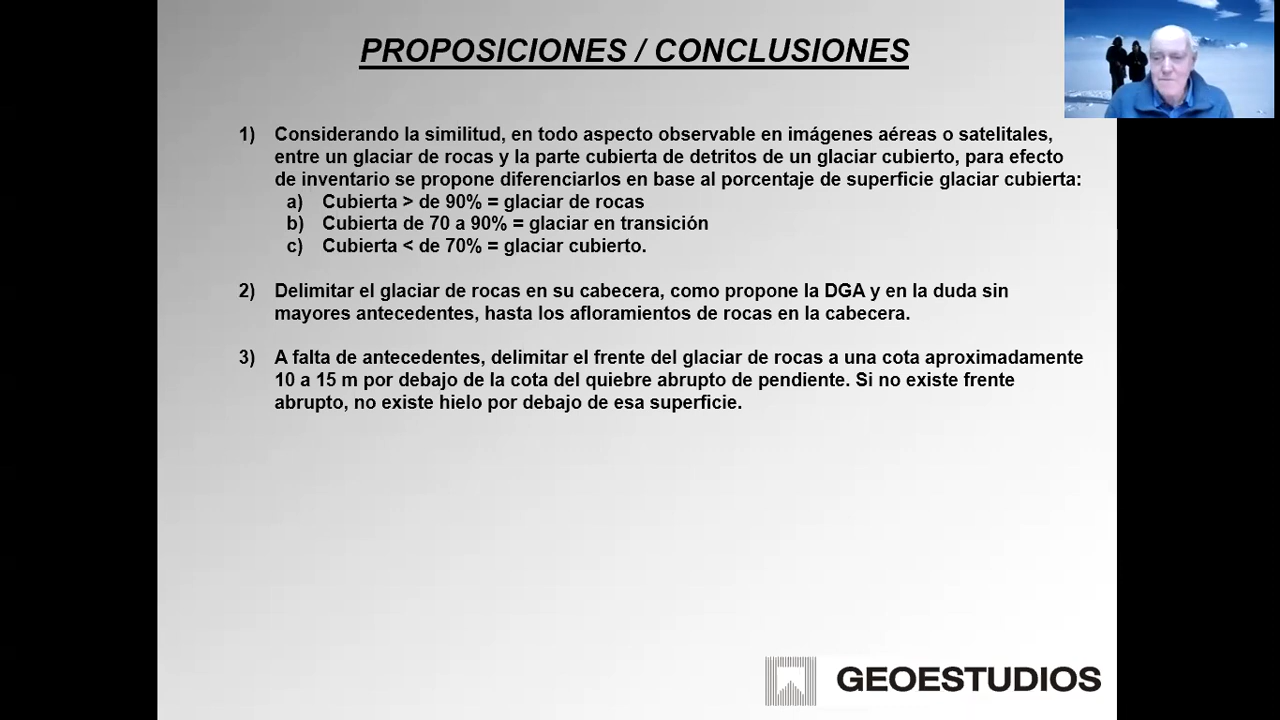 PROPOSICIONES / CONCLUSIONES
1) Considerando la similitud, en todo aspecto observable en imágenes aéreas o satelitales,
entre un glaciar de rocas y la parte cubierta de detritos de un glaciar cubierto, para efecto
de inventario se propone diferenciarlos en base al porcentaje de superficie glaciar cubierta:
a) Cubierta > de 90% = glaciar de rocas
b) Cubierta de 70 a 90% = glaciar en transición
c) Cubierta < de 70% = glaciar cubierto.
2) Delimitar el glaciar de rocas en su cabecera, como propone la DGA y en la duda sin
mayores antecedentes, hasta los afloramientos de rocas en la cabecera.
3) A falta de antecedentes, delimitar el frente del glaciar de rocas a una cota aproximadamente
10 a 15 m por debajo de la cota del quiebre abrupto de pendiente. Si no existe frente
abrupto, no existe hielo por debajo de esa superficie.
GEOESTUDIOS